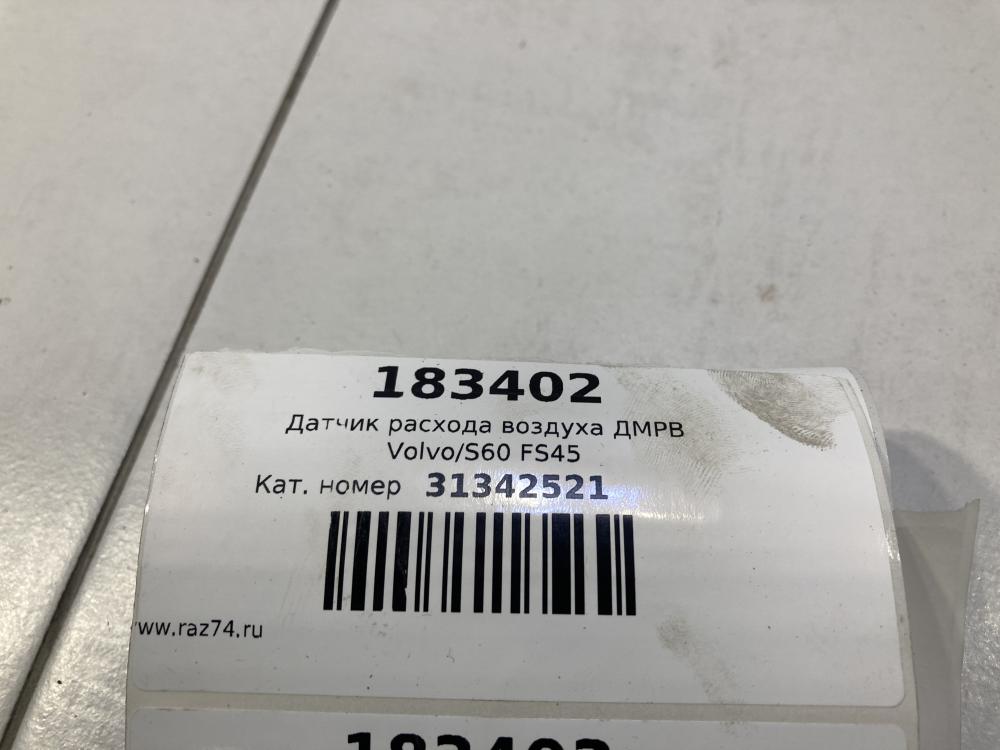 183402
Датчик расхода воздуха ДМРВ
Volvo/S60 FS45
Кат. номер 31342521
www.raz74.ru